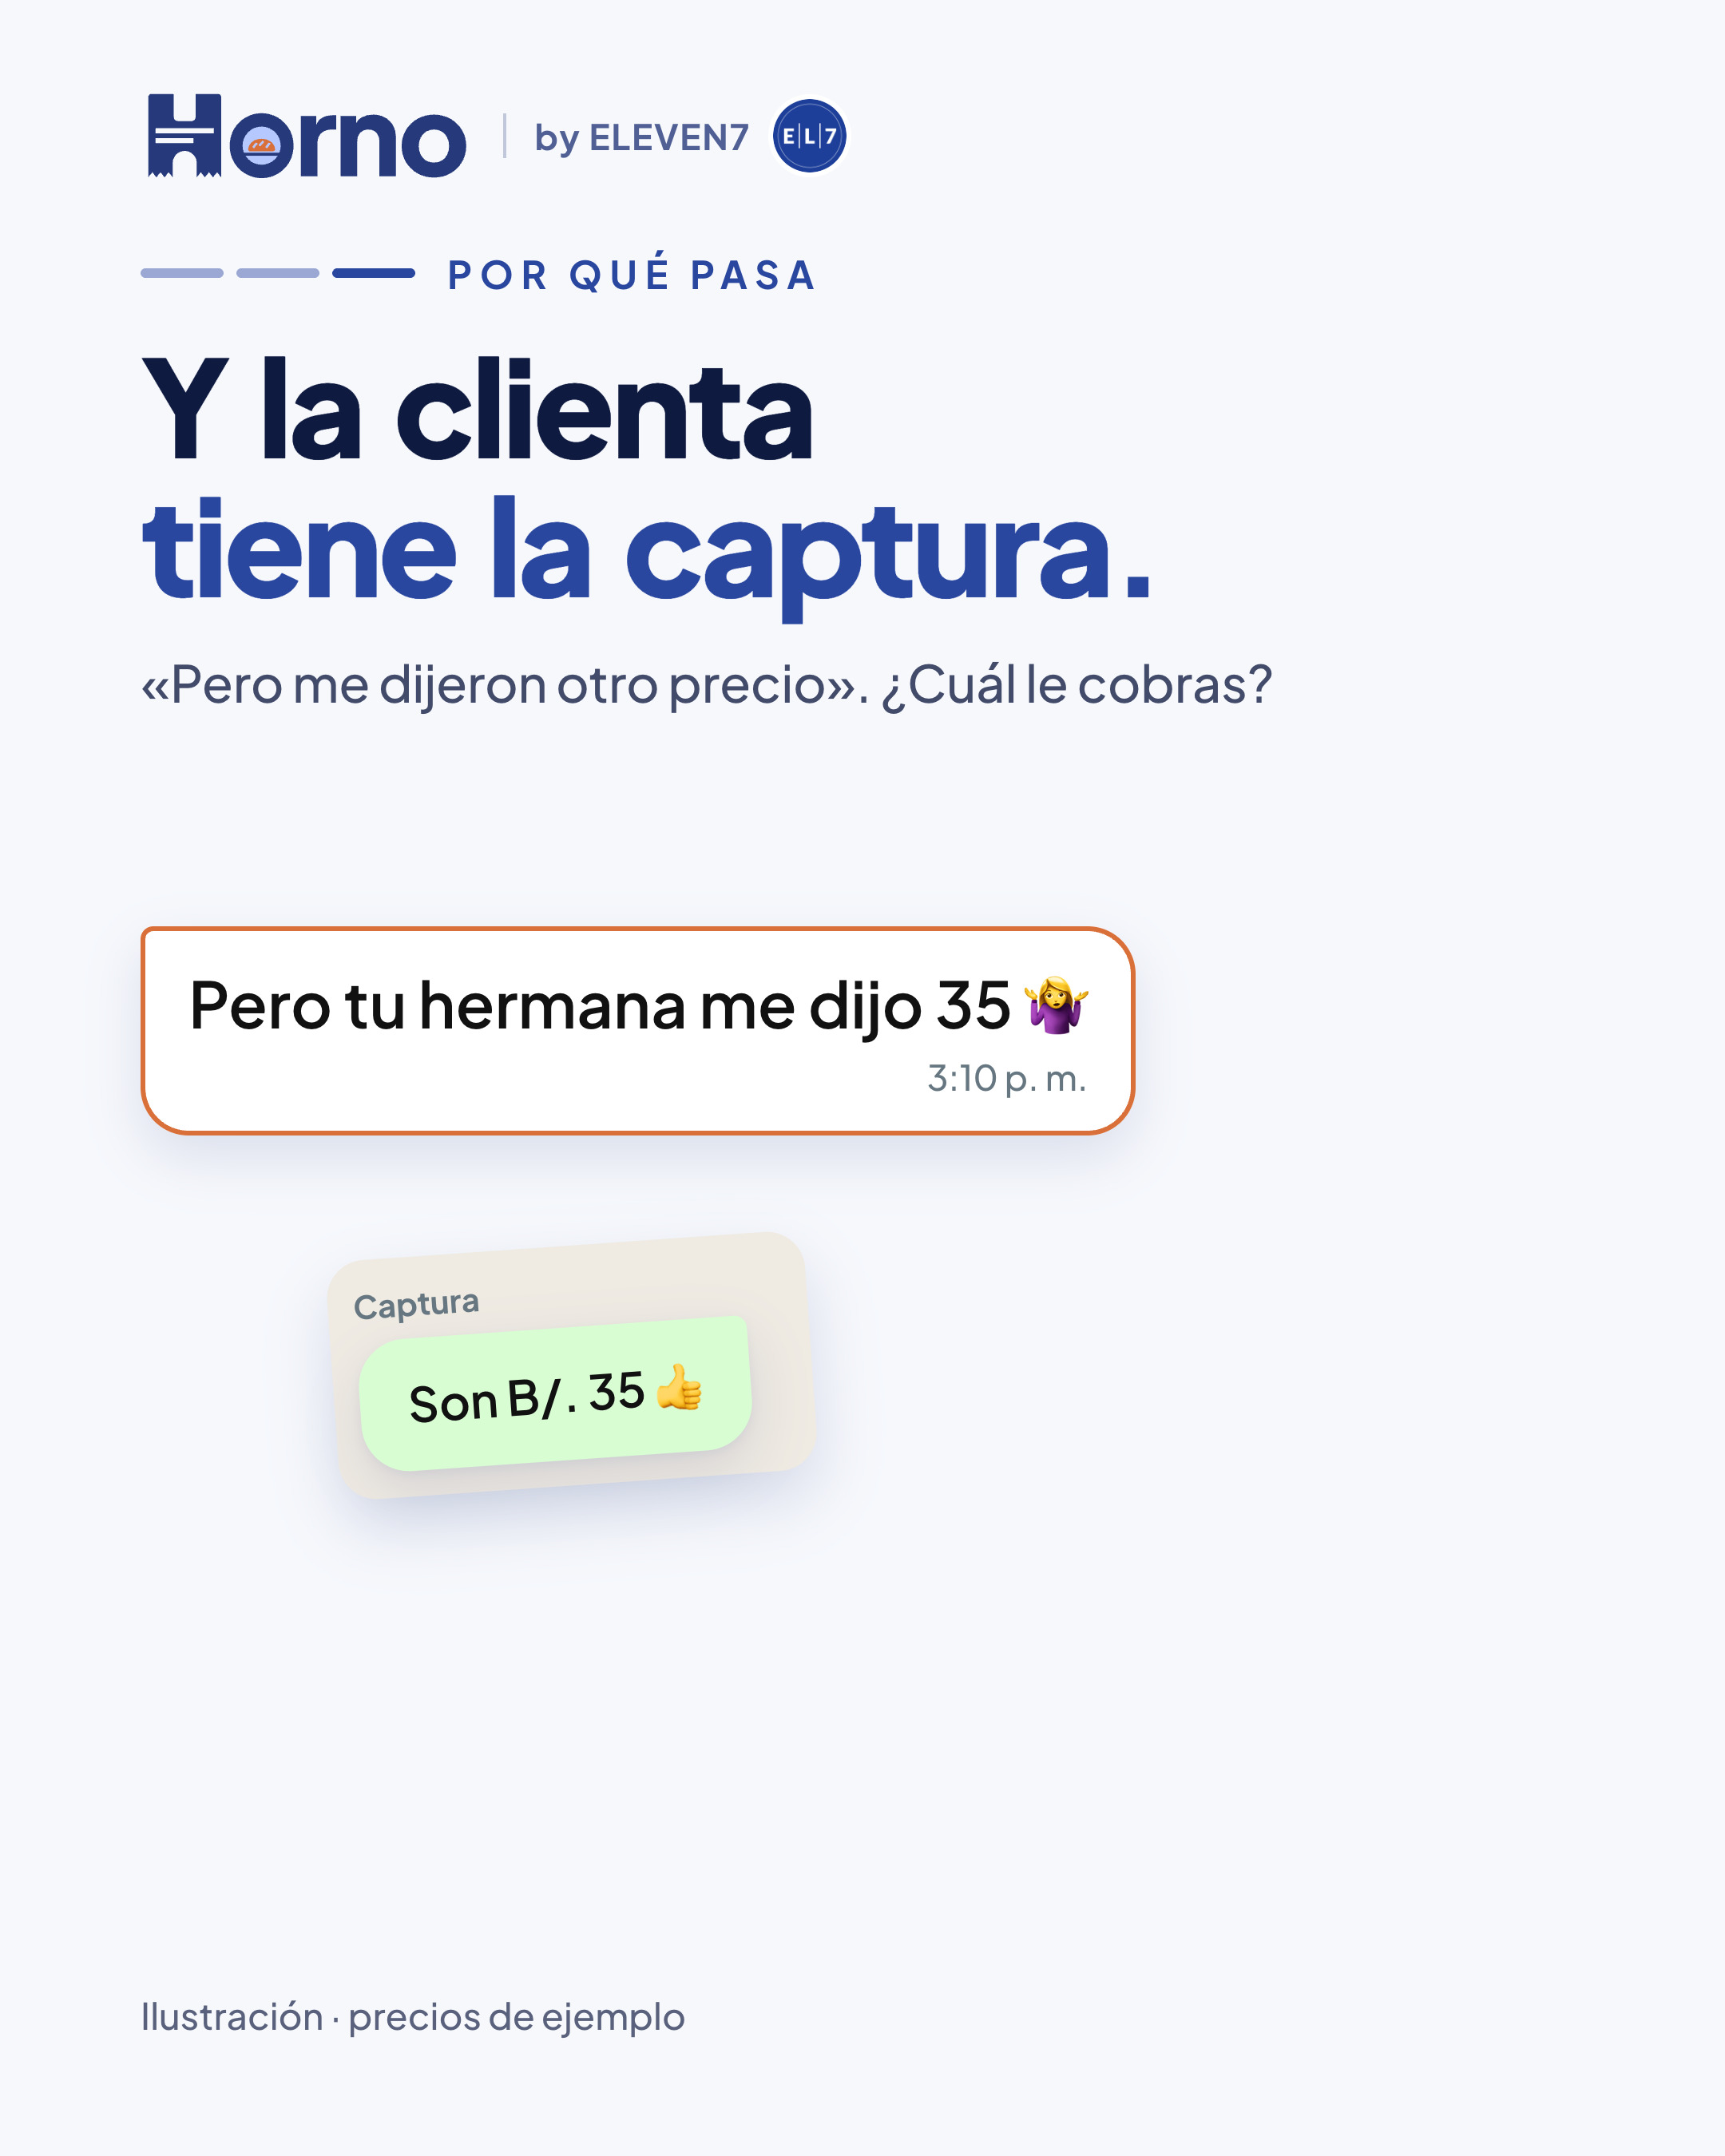 Horno by ELEVEN7 E|L|7
POR QUÉ PASA
Y la clienta
tiene la captura.
«Pero me dijeron otro precio». ¿Cuál le cobras?
Pero tu hermana me dijo 35 🤷‍♀️
3:10 p. m.
Captura
Son B/. 35 👍
Ilustración · precios de ejemplo